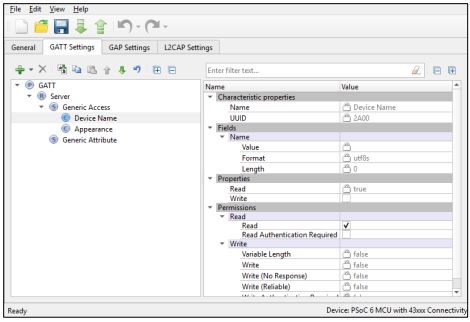 File Edit View Help
General GATT Settings GAP Settings L2CAP Settings
Enter filter text...
GATT
Server
Generic Access
Device Name
Appearance
Generic Attribute
Name Value
Characteristic properties
Name Device Name
UUID 2A00
Fields
Name
Value
Format utf8s
Length 0
Properties
Read true
Write
Permissions
Read
Read
Read Authentication Required
Write
Variable Length false
Write false
Write (No Response) false
Write (Reliable) false
Ready Device: PSoC 6 MCU with 43xxx Connectivity